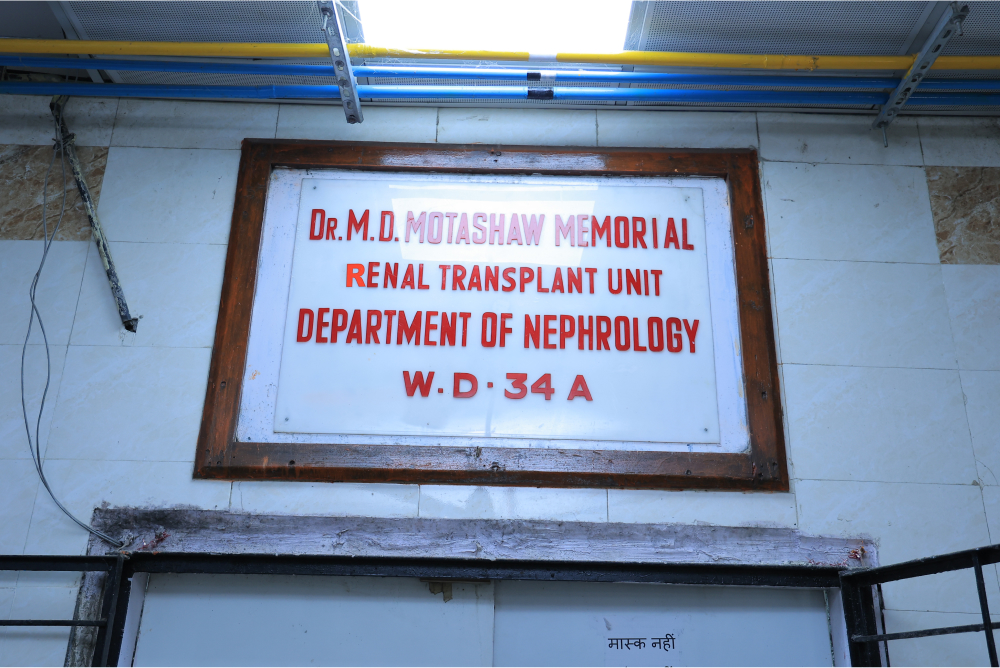 DR. M. D. MOTASHAW MEMORIAL
RENAL TRANSPLANT UNIT
DEPARTMENT OF NEPHROLOGY
W. D · 34 A
मास्क नहीं